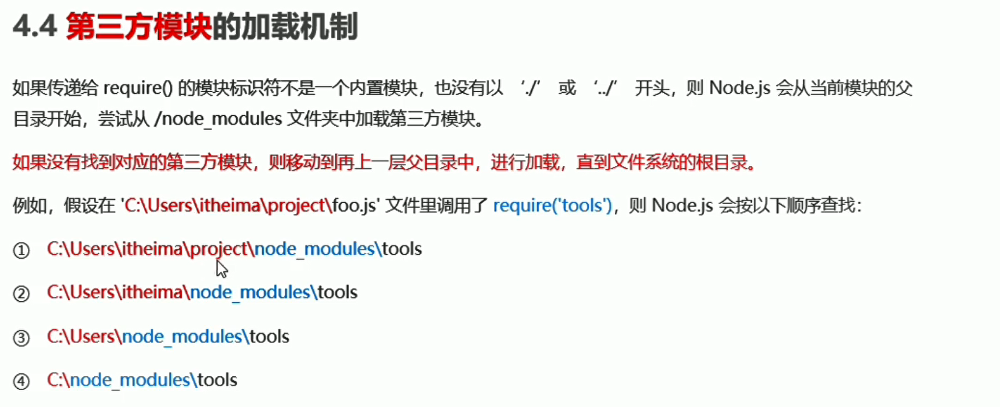 4.4 第三方模块的加载机制
如果传递给 require() 的模块标识符不是一个内置模块，也没有以 ‘./’ 或 ‘../’ 开头，则 Node.js 会从当前模块的父
目录开始，尝试从 /node_modules 文件夹中加载第三方模块。
如果没有找到对应的第三方模块，则移动到再上一层父目录中，进行加载，直到文件系统的根目录。
例如，假设在 'C:\Users\itheima\project\foo.js' 文件里调用了 require('tools')，则 Node.js 会按以下顺序查找：
① C:\Users\itheima\project\node_modules\tools
② C:\Users\itheima\node_modules\tools
③ C:\Users\node_modules\tools
④ C:\node_modules\tools